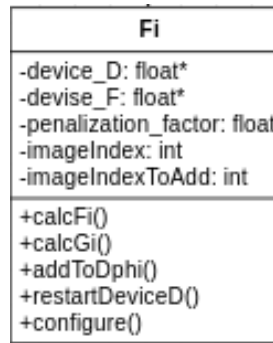 Fi
-device_D: float*
-devise_F: float*
-penalization_factor: float
-imageIndex: int
-imageIndexToAdd: int
+calcFi()
+calcGi()
+addToDphi()
+restartDeviceD()
+configure()